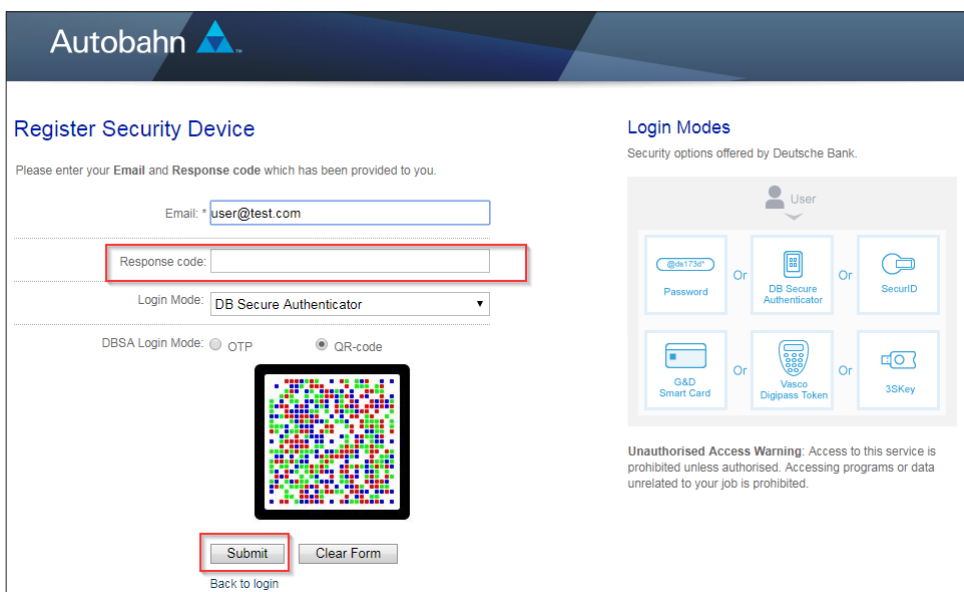 Autobahn
Register Security Device
Please enter your Email and Response code which has been provided to you.
Email: * user@test.com
Response code:
Login Mode: DB Secure Authenticator
DBSA Login Mode: OTP QR-code
Submit Clear Form
Back to login
Login Modes
Security options offered by Deutsche Bank.
User
@ds173d*
Password
Or
DB Secure
Authenticator
Or
SecurID
G&D
Smart Card
Or
Vasco
Digipass Token
Or
3SKey
Unauthorised Access Warning: Access to this service is
prohibited unless authorised. Accessing programs or data
unrelated to your job is prohibited.